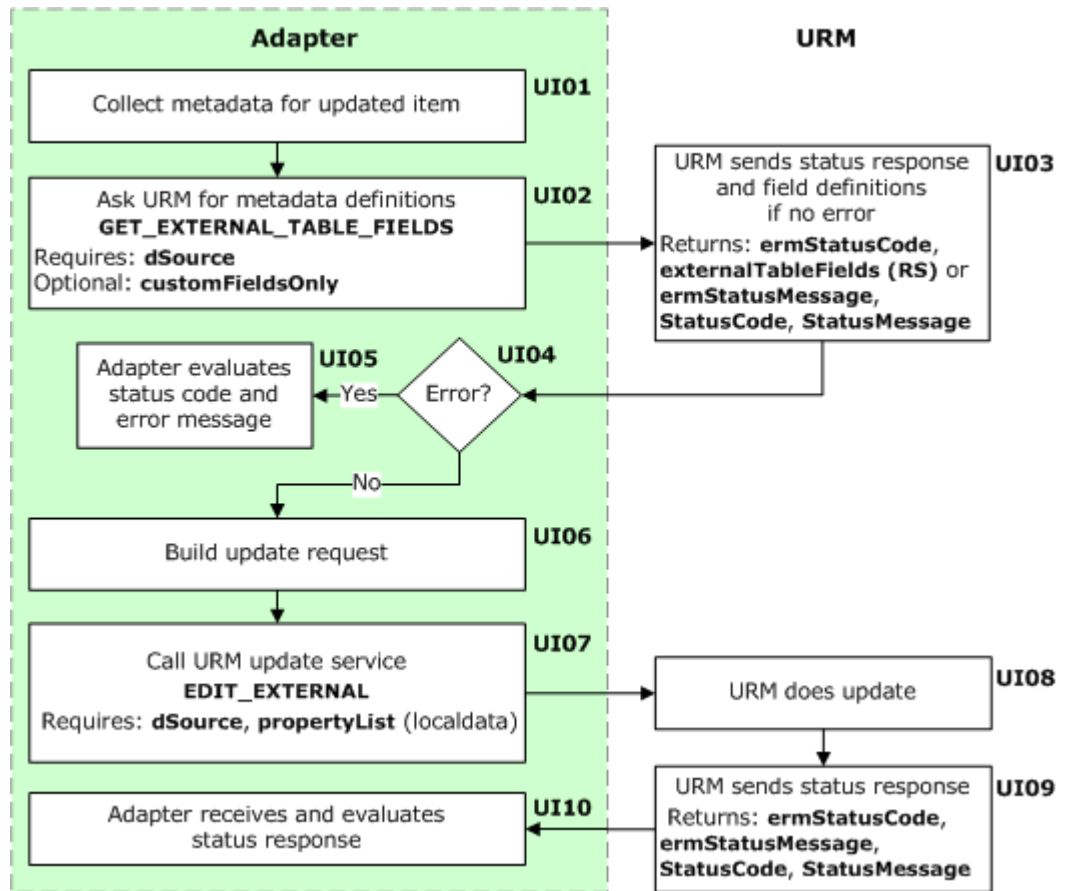 Adapter
URM
UI01
Collect metadata for updated item
UI02
Ask URM for metadata definitions
GET_EXTERNAL_TABLE_FIELDS
Requires: dSource
Optional: customFieldsOnly
UI03
URM sends status response
and field definitions
if no error
Returns: ermStatusCode,
externalTableFields (RS) or
ermStatusMessage,
StatusCode, StatusMessage
UI04
Error?
Yes
UI05
Adapter evaluates
status code and
error message
No
UI06
Build update request
UI07
Call URM update service
EDIT_EXTERNAL
Requires: dSource, propertyList (localdata)
UI08
URM does update
UI09
URM sends status response
Returns: ermStatusCode,
ermStatusMessage,
StatusCode, StatusMessage
UI10
Adapter receives and evaluates
status response